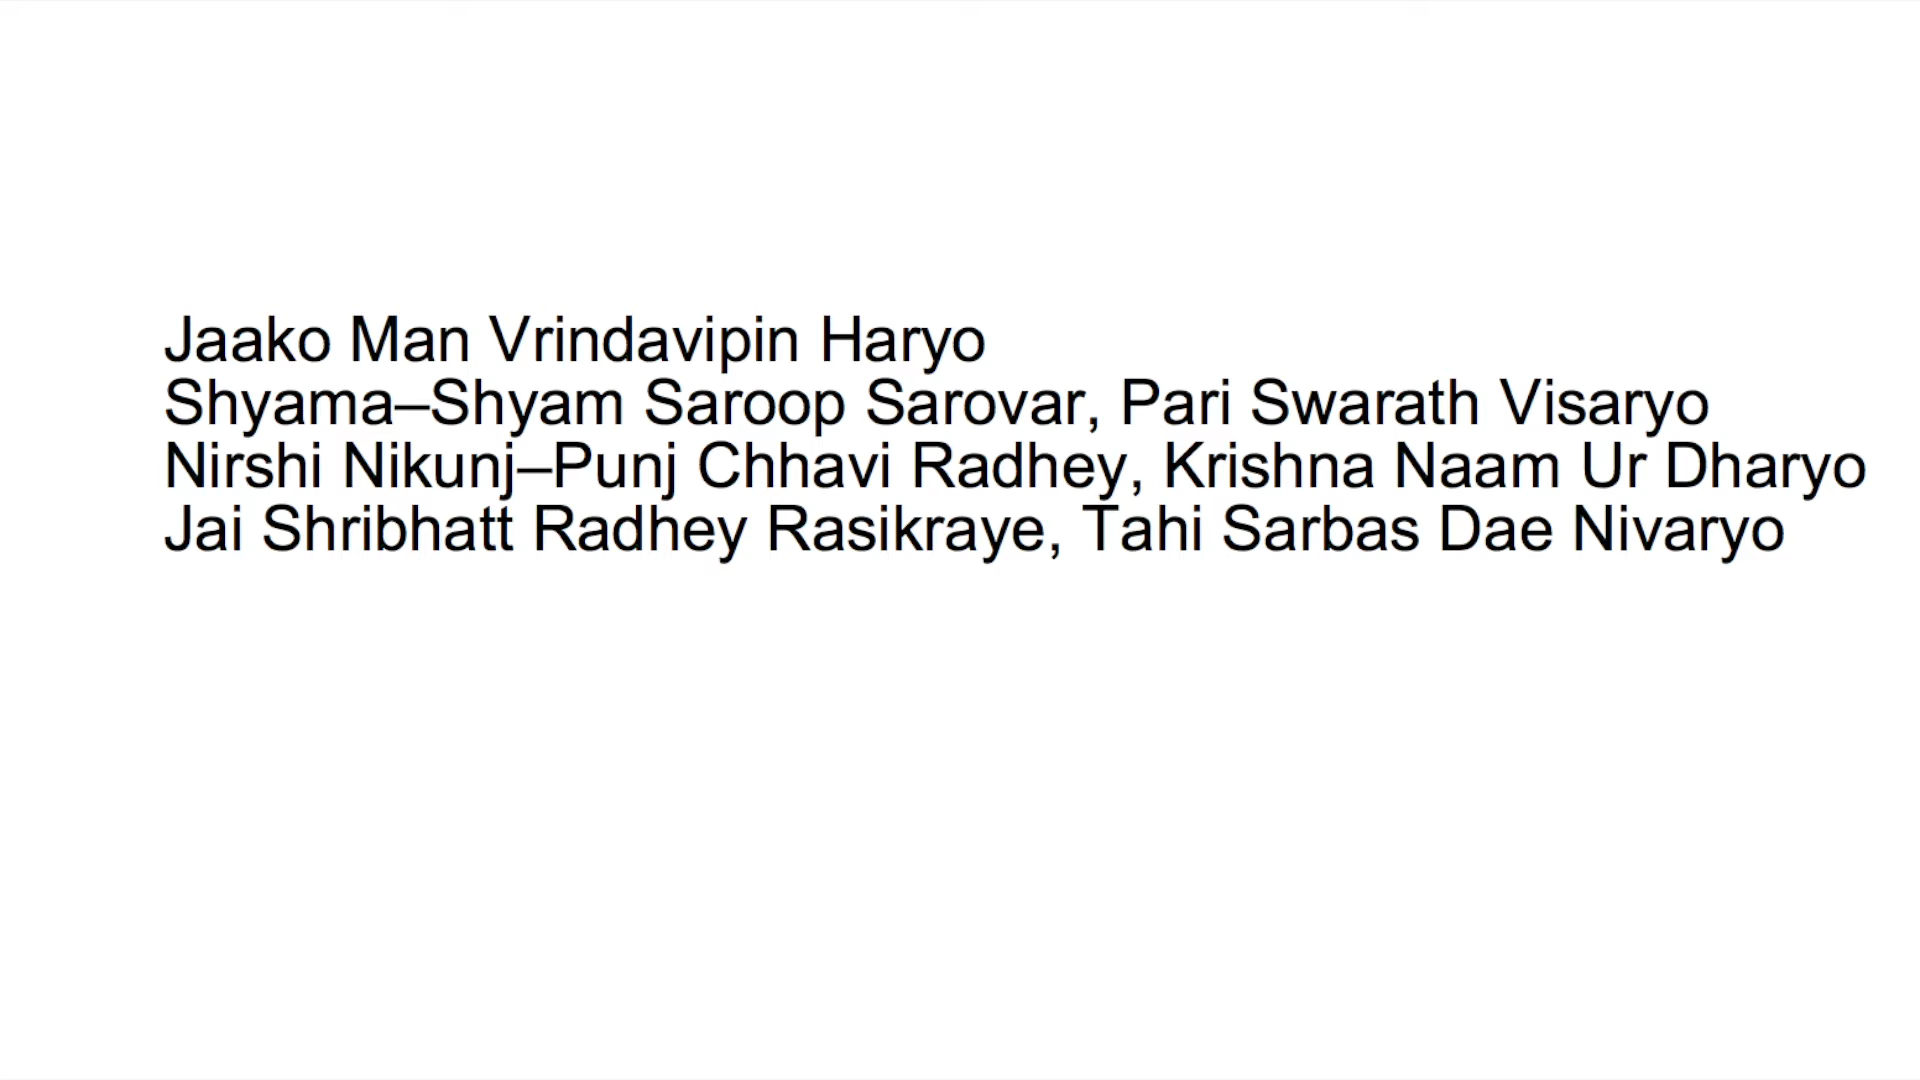 Jaako Man Vrindavipin Haryo
Shyama–Shyam Saroop Sarovar, Pari Swarath Visaryo
Nirshi Nikunj–Punj Chhavi Radhey, Krishna Naam Ur Dharyo
Jai Shribhatt Radhey Rasikraye, Tahi Sarbas Dae Nivaryo